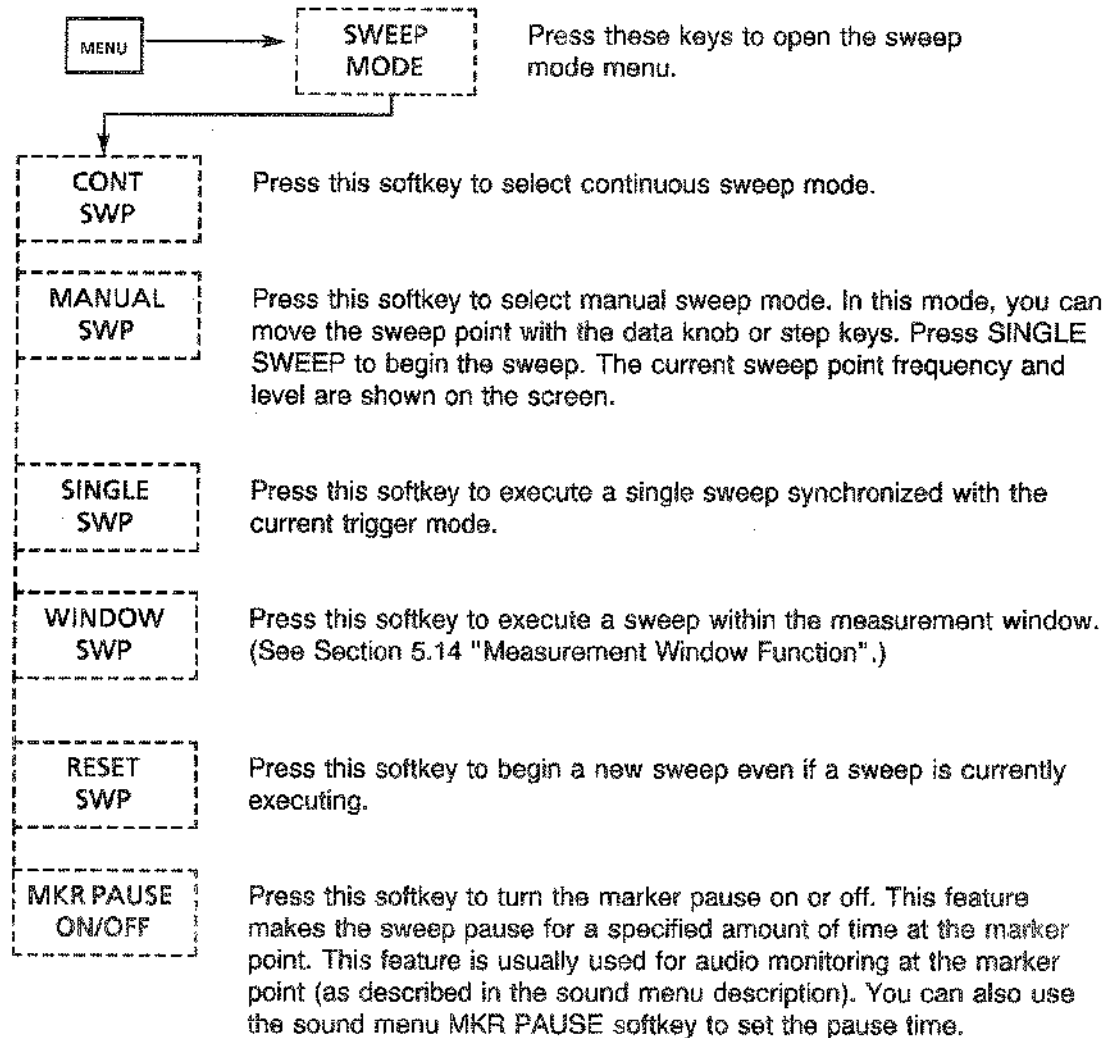 MENU
SWEEP
MODE
Press these keys to open the sweep
mode menu.
CONT
SWP
Press this softkey to select continuous sweep mode.
MANUAL
SWP
Press this softkey to select manual sweep mode. In this mode, you can
move the sweep point with the data knob or step keys. Press SINGLE
SWEEP to begin the sweep. The current sweep point frequency and
level are shown on the screen.
SINGLE
SWP
Press this softkey to execute a single sweep synchronized with the
current trigger mode.
WINDOW
SWP
Press this softkey to execute a sweep within the measurement window.
(See Section 5.14 "Measurement Window Function".)
RESET
SWP
Press this softkey to begin a new sweep even if a sweep is currently
executing.
MKR PAUSE
ON/OFF
Press this softkey to turn the marker pause on or off. This feature
makes the sweep pause for a specified amount of time at the marker
point. This feature is usually used for audio monitoring at the marker
point (as described in the sound menu description). You can also use
the sound menu MKR PAUSE softkey to set the pause time.